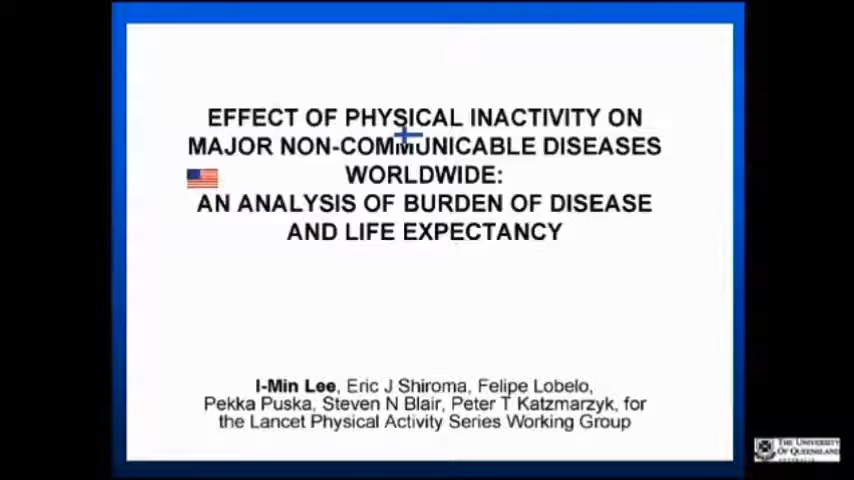 EFFECT OF PHYSICAL INACTIVITY ON
MAJOR NON-COMMUNICABLE DISEASES
WORLDWIDE:
AN ANALYSIS OF BURDEN OF DISEASE
AND LIFE EXPECTANCY
I-Min Lee, Eric J Shiroma, Felipe Lobelo,
Pekka Puska, Steven N Blair, Peter T Katzmarzyk, for
the Lancet Physical Activity Series Working Group
THE UNIVERSITY
OF QUEENSLAND
AUSTRALIA